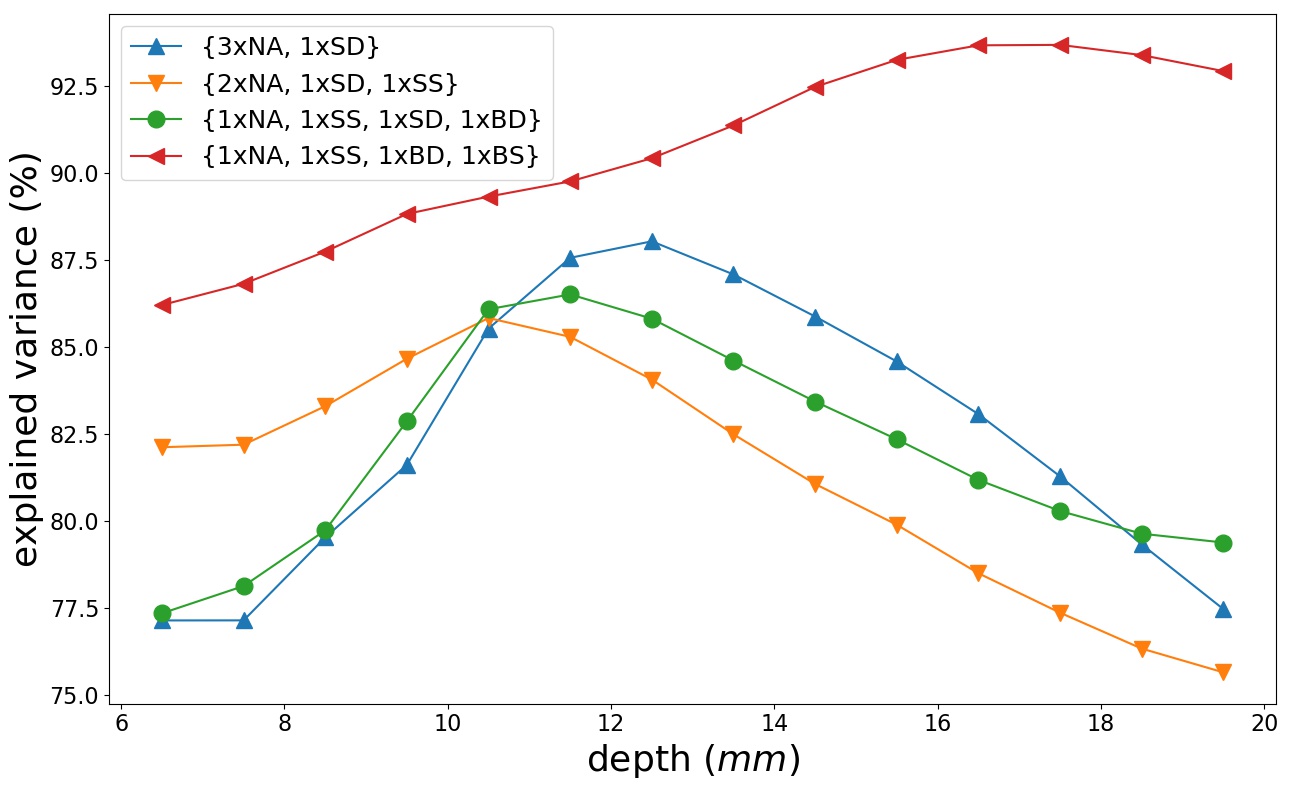 {3xNA, 1xSD}
{2xNA, 1xSD, 1xSS}
{1xNA, 1xSS, 1xSD, 1xBD}
{1xNA, 1xSS, 1xBD, 1xBS}
explained variance (%)
92.5
90.0
87.5
85.0
82.5
80.0
77.5
75.0
6 8 10 12 14 16 18 20
depth (mm)